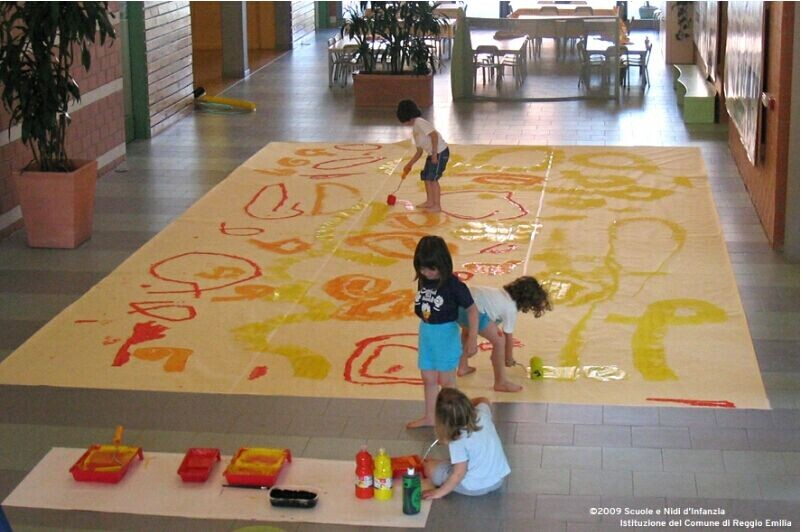 ©2009 Scuole e Nidi d'Infanzia
Istituzione del Comune di Reggio Emilia